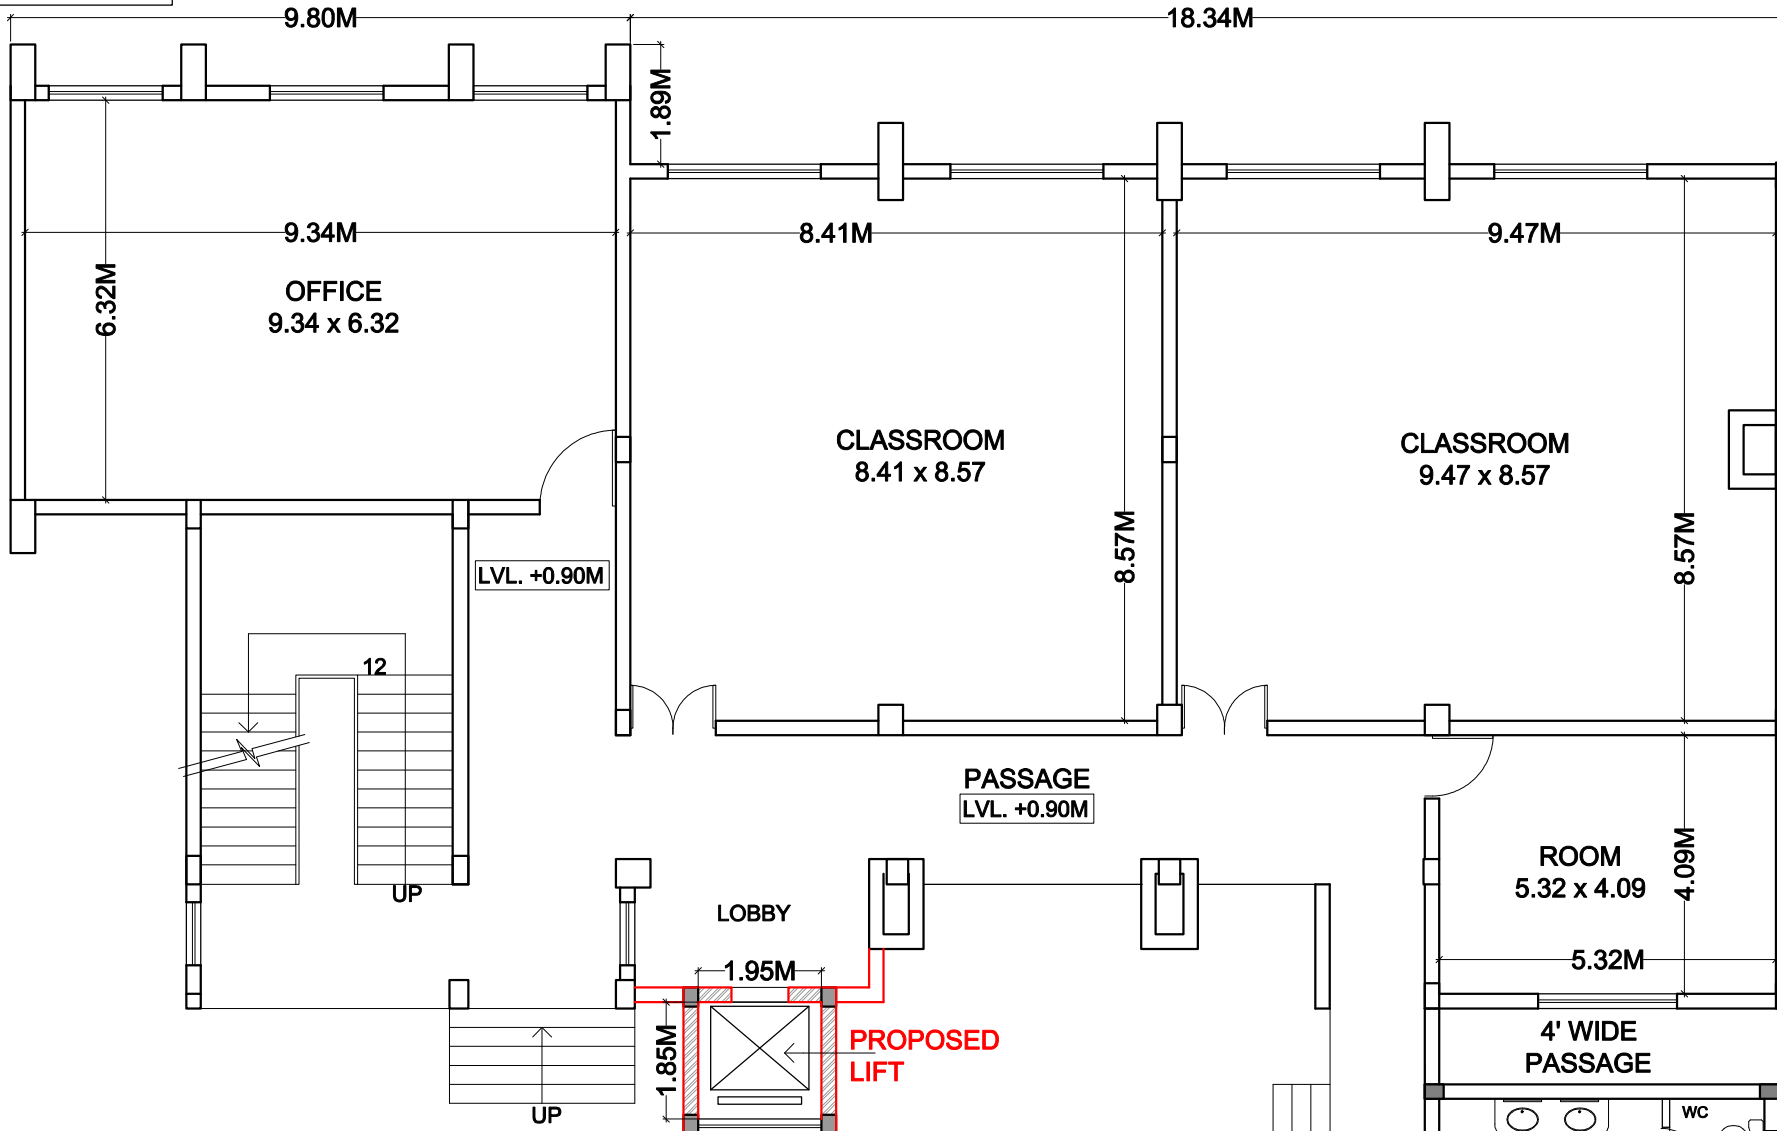 9.80M
18.34M
1.89M
9.34M
8.41M
9.47M
6.32M
OFFICE
9.34 x 6.32
CLASSROOM
8.41 x 8.57
CLASSROOM
9.47 x 8.57
8.57M
8.57M
LVL. +0.90M
12
PASSAGE
LVL. +0.90M
UP
LOBBY
ROOM
5.32 x 4.09
4.09M
5.32M
1.95M
1.85M
PROPOSED
LIFT
4' WIDE
PASSAGE
UP
WC